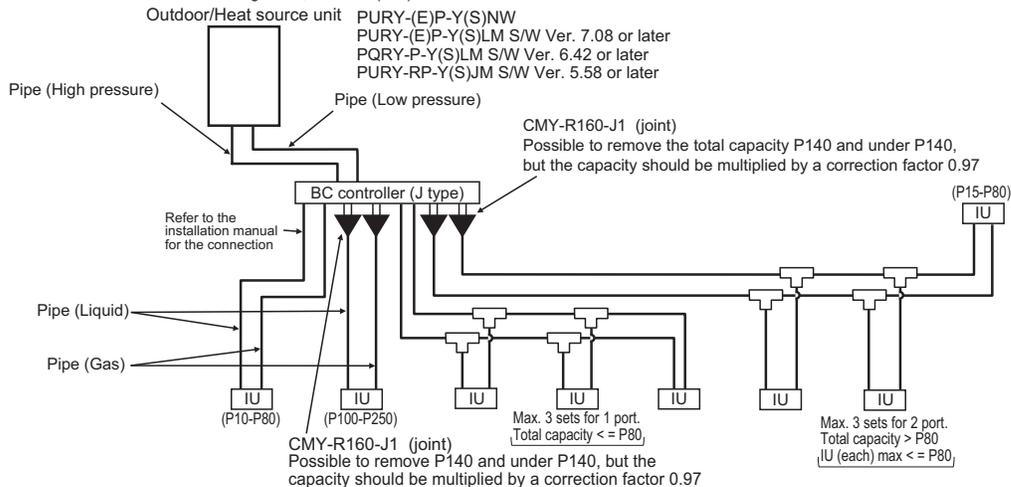 Outdoor/Heat source unit
PURY-(E)P-Y(S)NW
PURY-(E)P-Y(S)LM S/W Ver. 7.08 or later
PQRY-P-Y(S)LM S/W Ver. 6.42 or later
PURY-RP-Y(S)JM S/W Ver. 5.58 or later
Pipe (High pressure)
Pipe (Low pressure)
CMY-R160-J1 (joint)
Possible to remove the total capacity P140 and under P140,
but the capacity should be multiplied by a correction factor 0.97
BC controller (J type)
(P15-P80)
IU
Refer to the
installation manual
for the connection
Pipe (Liquid)
Pipe (Gas)
IU
(P10-P80)
IU
(P100-P250)
IU
IU
IU
IU
IU
Max. 3 sets for 1 port.
Total capacity < = P80
Max. 3 sets for 2 port.
Total capacity > P80
IU (each) max < = P80
CMY-R160-J1 (joint)
Possible to remove P140 and under P140, but the
capacity should be multiplied by a correction factor 0.97